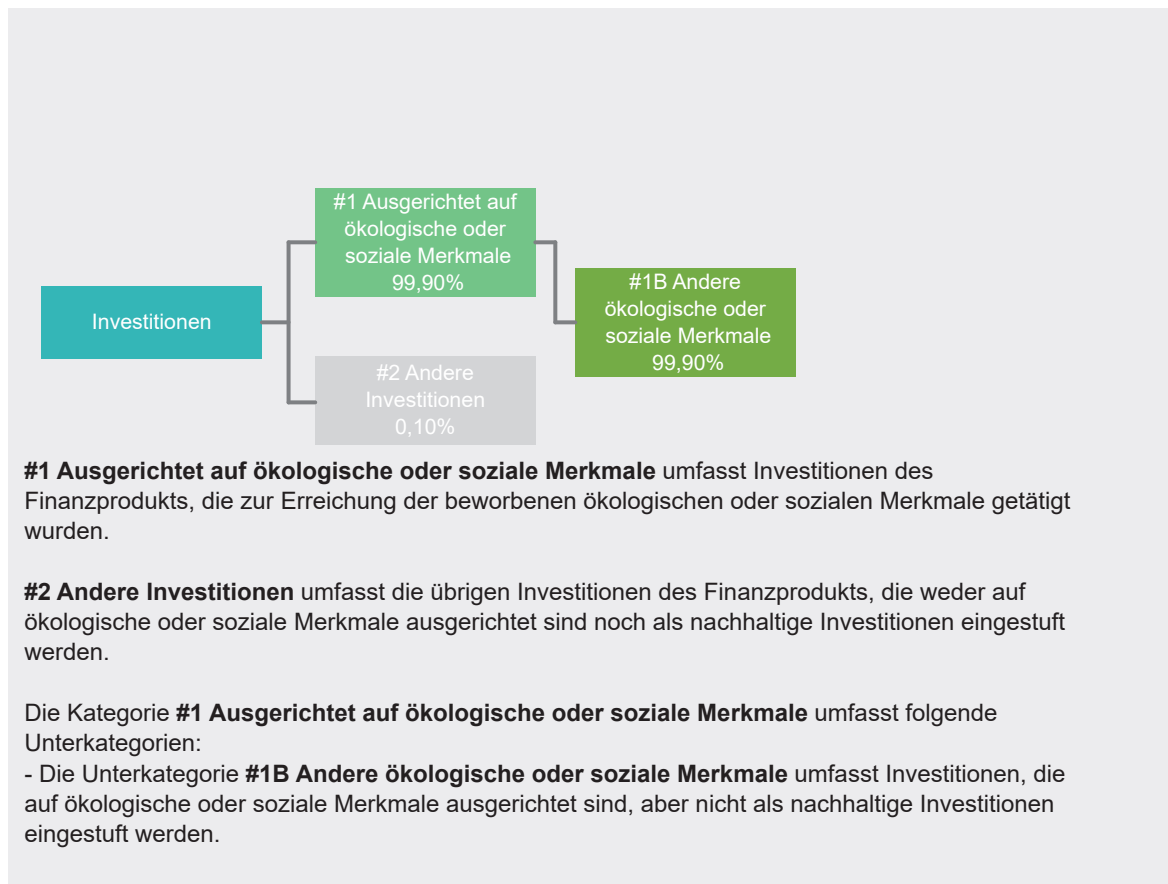 #1 Ausgerichtet auf
ökologische oder
soziale Merkmale
99,90%
Investitionen
#1B Andere
ökologische oder
soziale Merkmale
99,90%
#2 Andere
Investitionen
0,10%
#1 Ausgerichtet auf ökologische oder soziale Merkmale umfasst Investitionen des
Finanzprodukts, die zur Erreichung der beworbenen ökologischen oder sozialen Merkmale getätigt
wurden.
#2 Andere Investitionen umfasst die übrigen Investitionen des Finanzprodukts, die weder auf
ökologische oder soziale Merkmale ausgerichtet sind noch als nachhaltige Investitionen eingestuft
werden.
Die Kategorie #1 Ausgerichtet auf ökologische oder soziale Merkmale umfasst folgende
Unterkategorien:
- Die Unterkategorie #1B Andere ökologische oder soziale Merkmale umfasst Investitionen, die
auf ökologische oder soziale Merkmale ausgerichtet sind, aber nicht als nachhaltige Investitionen
eingestuft werden.